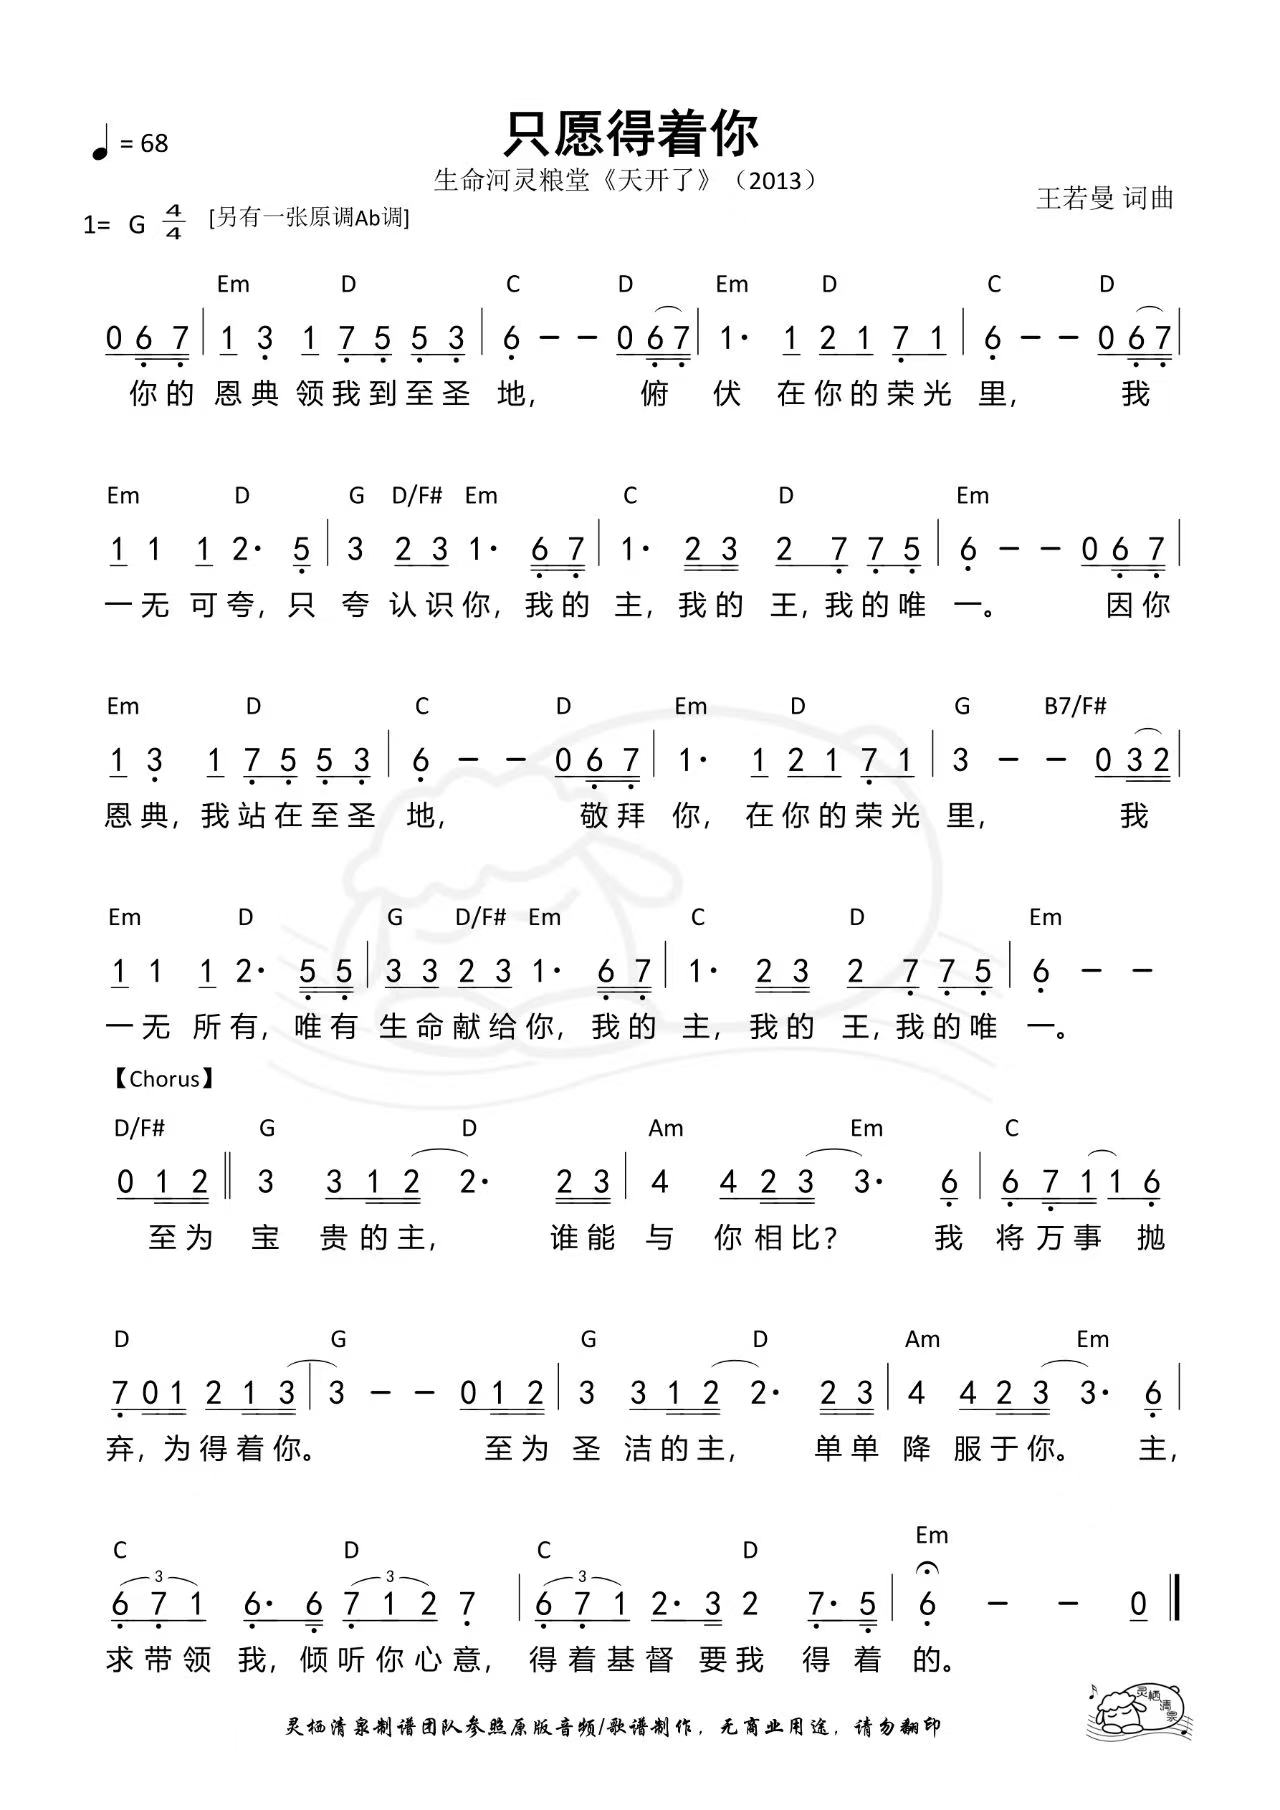 只愿得着你
♩= 68
生命河灵粮堂《天开了》（2013）
王若曼 词曲
1= G 4/4 [另有一张原调Ab调]
Em D C D Em D C D
0 6 7 | 1 3 1 7 5 5 3 | 6 – – 0 6 7 | 1· 1 2 1 7 1 | 6 – – 0 6 7 |
你的 恩典 领我到至圣 地, 俯 伏 在你的荣光 里, 我
Em D G D/F# Em C D Em
1 1 1 2· 5 | 3 2 3 1· 6 7 | 1· 2 3 2 7 7 5 | 6 – – 0 6 7 |
一无 可夸, 只 夸 认识你, 我的 主, 我的 王, 我的唯 一。 因你
Em D C D Em D G B7/F#
1 3 1 7 5 5 3 | 6 – – 0 6 7 | 1· 1 2 1 7 1 | 3 – – 0 3 2 |
恩典, 我站在至圣 地, 敬拜 你, 在你的荣光 里, 我
Em D G D/F# Em C D Em
1 1 1 2· 5 5 | 3 3 2 3 1· 6 7 | 1· 2 3 2 7 7 5 | 6 – –
一无 所有, 唯有 生命献给你, 我的 主, 我的 王, 我的唯 一。
【Chorus】
D/F# G D Am Em C
0 1 2 || 3 3 1 2 2· 2 3 | 4 4 2 3 3· 6 | 6 7 1 1 6
至为 宝 贵的主, 谁能 与 你相比? 我 将万事 抛
D G G D Am Em
7 0 1 2 1 3 | 3 – – 0 1 2 | 3 3 1 2 2· 2 3 | 4 4 2 3 3· 6 |
弃, 为得着你。 至为 圣 洁的主, 单单 降 服于你。 主,
C D C D Em
3 3 3
6 7 1 6· 6 7 1 2 7 | 6 7 1 2· 3 2 7· 5 | 6 – – 0 ||
求带领 我, 倾听你心意, 得着基督要我 得 着 的。
灵栖清泉
灵栖清泉制谱团队参照原版音频/歌谱制作，无商业用途，请勿翻印